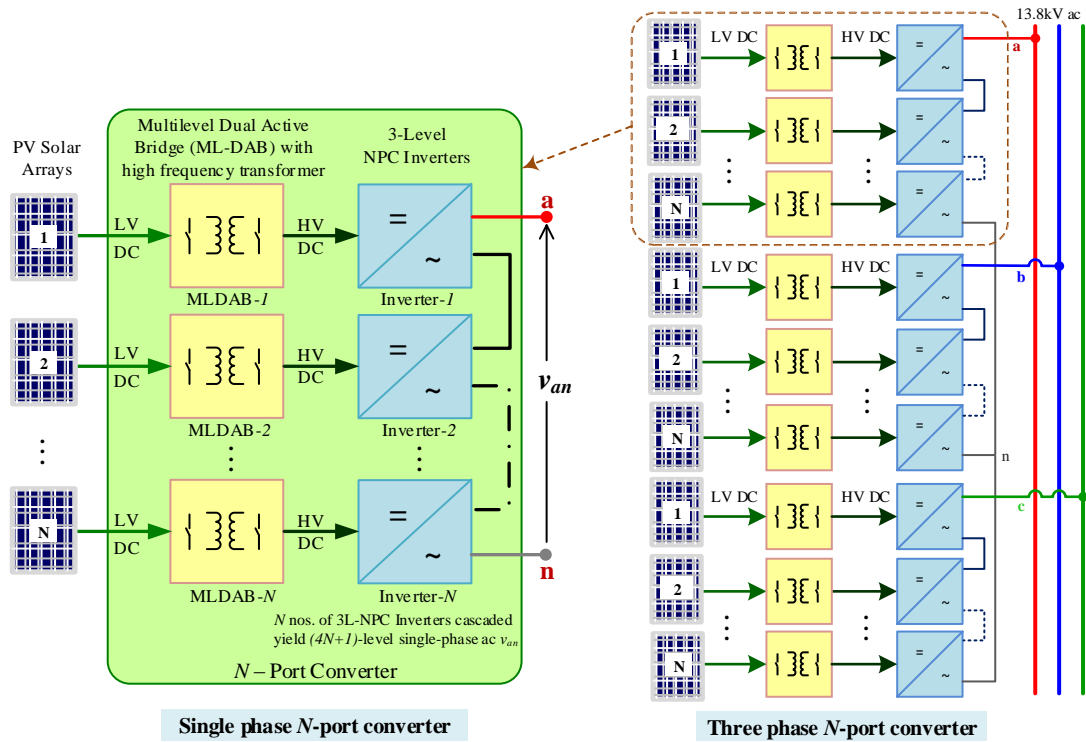 PV Solar
Arrays
1
2
⋮
N
LV
DC
LV
DC
LV
DC
Multilevel Dual Active
Bridge (ML-DAB) with
high frequency transformer
MLDAB-1
MLDAB-2
⋮
MLDAB-N
HV
DC
HV
DC
HV
DC
3-Level
NPC Inverters
=
~
Inverter-1
=
~
Inverter-2
⋮
=
~
Inverter-N
a
v_an
n
N nos. of 3L-NPC Inverters cascaded
yield (4N+1)-level single-phase ac v_an
N – Port Converter
Single phase N-port converter
13.8kV ac
1
LV DC
HV DC
=
~
a
2
=
~
⋮
N
=
~
1
LV DC
HV DC
=
~
b
2
=
~
⋮
N
=
~
n
1
LV DC
HV DC
=
~
c
2
=
~
⋮
N
=
~
Three phase N-port converter